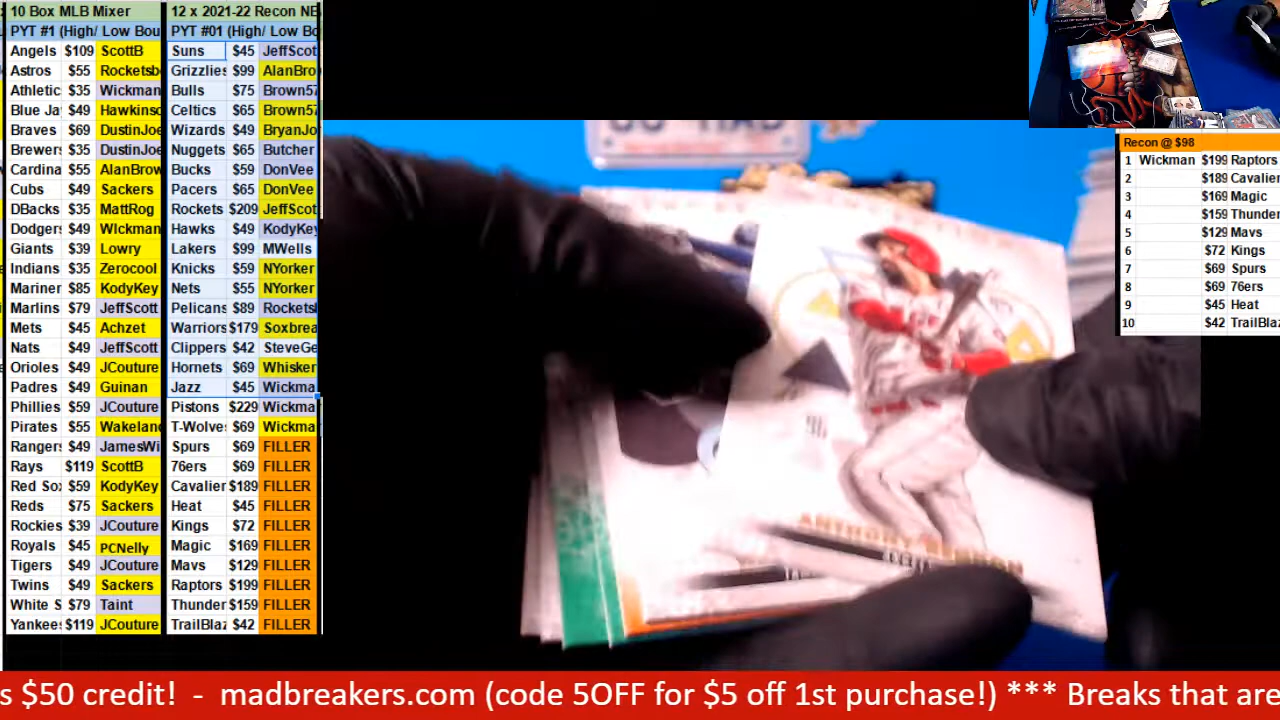 10 Box MLB Mixer
PYT #1 (High/ Low Bou
Angels $109 ScottB
Astros $55 Rocketsb
Athletic $35 Wickman
Blue Ja $49 Hawkinso
Braves $69 DustinJoe
Brewers $35 DustinJoe
Cardina $55 AlanBrow
Cubs $49 Sackers
DBacks $35 MattRog
Dodgers $49 WIckman
Giants $39 Lowry
Indians $35 Zerocool
Mariner $85 KodyKey
Marlins $79 JeffScott
Mets $45 Achzet
Nats $49 JeffScott
Orioles $49 JCouture
Padres $49 Guinan
Phillies $59 JCouture
Pirates $55 Wakeland
Rangers $49 JamesWi
Rays $119 ScottB
Red Sox $59 KodyKey
Reds $75 Sackers
Rockies $39 JCouture
Royals $45 PCNelly
Tigers $49 JCouture
Twins $49 Sackers
White S $79 Taint
Yankee $119 JCouture
12 x 2021-22 Recon NB
PYT #01 (High/ Low Bo
Suns $45 JeffScot
Grizzlies $99 AlanBro
Bulls $75 Brown57
Celtics $65 Brown57
Wizards $49 BryanJo
Nuggets $65 Butcher
Bucks $59 DonVee
Pacers $65 DonVee
Rockets $209 JeffScot
Hawks $49 KodyKey
Lakers $99 MWells
Knicks $59 NYorker
Nets $55 NYorker
Pelicans $89 Rockets
Warriors $179 Soxbrea
Clippers $42 SteveGe
Hornets $69 Whisker
Jazz $45 Wickma
Pistons $229 Wickma
T-Wolve $69 Wickma
Spurs $69 FILLER
76ers $69 FILLER
Cavalier $189 FILLER
Heat $45 FILLER
Kings $72 FILLER
Magic $169 FILLER
Mavs $129 FILLER
Raptors $199 FILLER
Thunder $159 FILLER
TrailBlaz $42 FILLER
Recon @ $98
1 Wickman $199 Raptors
2 $189 Cavalier
3 $169 Magic
4 $159 Thunder
5 $129 Mavs
6 $72 Kings
7 $69 Spurs
8 $69 76ers
9 $45 Heat
10 $42 TrailBlaz
s $50 credit! - madbreakers.com (code 5OFF for $5 off 1st purchase!) *** Breaks that are